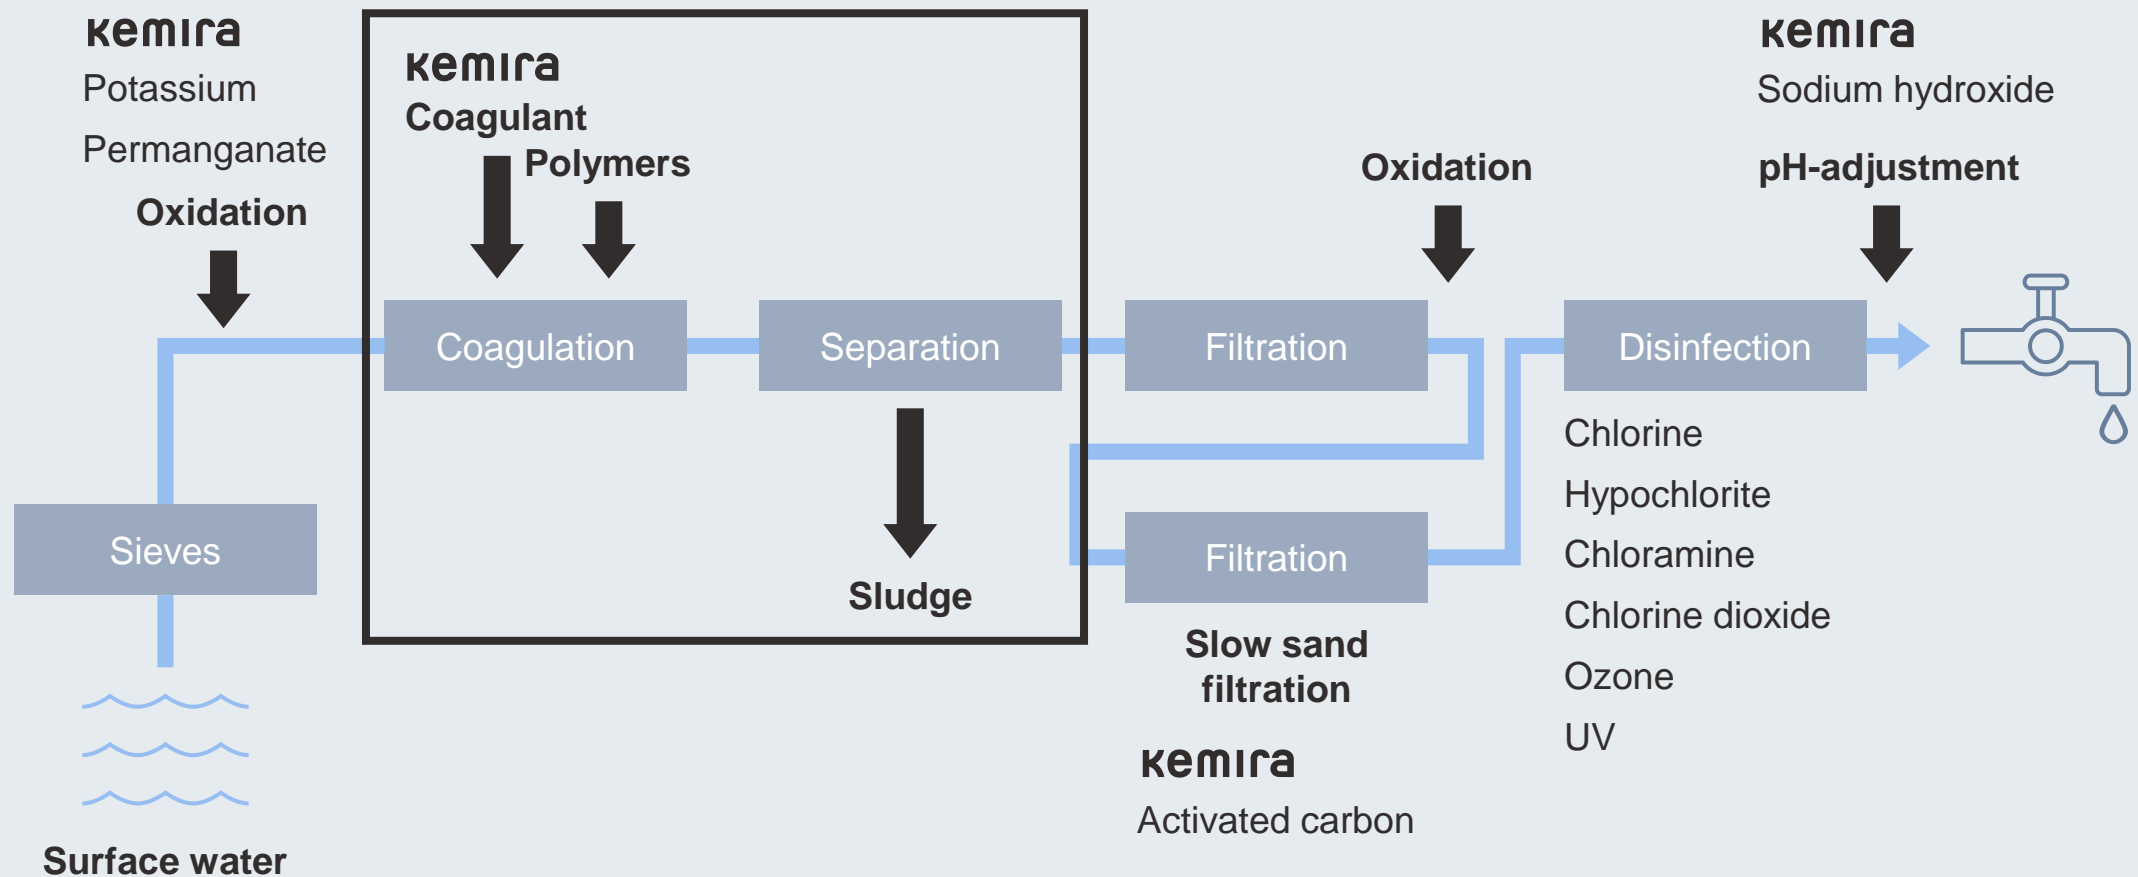 kemira
Potassium
Permanganate
Oxidation
kemira
Coagulant
Polymers
Oxidation
kemira
Sodium hydroxide
pH-adjustment
Coagulation
Separation
Filtration
Disinfection
Chlorine
Hypochlorite
Chloramine
Chlorine dioxide
Ozone
UV
Sieves
Filtration
Sludge
Slow sand
filtration
kemira
Activated carbon
Surface water